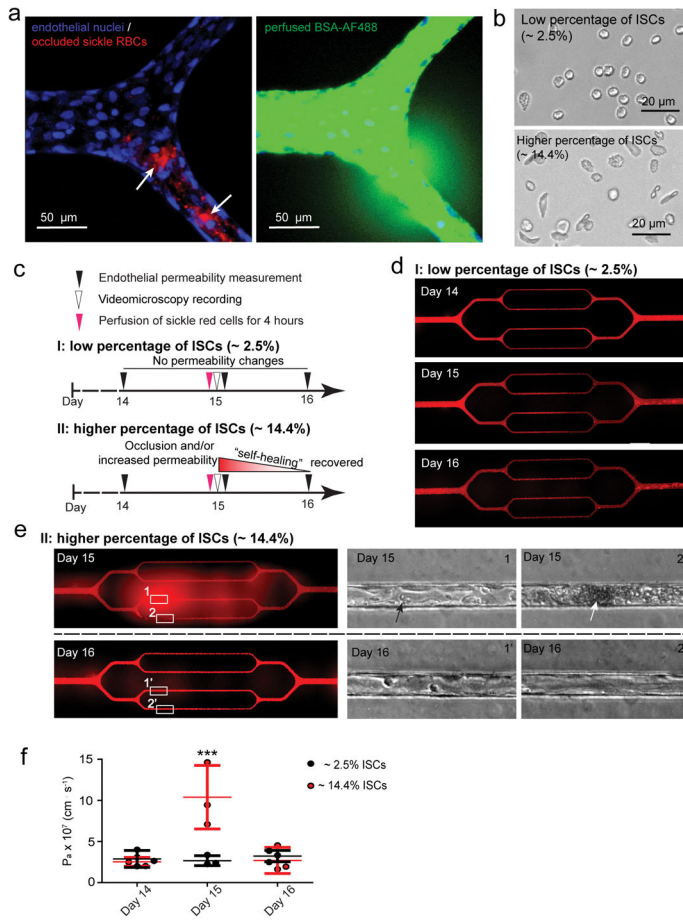 a
endothelial nuclei /
occluded sickle RBCs
50 µm
perfused BSA-AF488
50 µm
b
Low percentage of ISCs
(~ 2.5%)
20 µm
Higher percentage of ISCs
(~ 14.4%)
20 µm
c
Endothelial permeability measurement
Videomicroscopy recording
Perfusion of sickle red cells for 4 hours
I: low percentage of ISCs (~ 2.5%)
No permeability changes
Day
14
15
16
II: higher percentage of ISCs (~ 14.4%)
Occlusion and/or
increased permeability
"self-healing"
recovered
Day
14
15
16
d
I: low percentage of ISCs (~ 2.5%)
Day 14
Day 15
Day 16
e
II: higher percentage of ISCs (~ 14.4%)
Day 15
1
2
Day 15
1
Day 15
2
Day 16
1'
2'
Day 16
1'
Day 16
2'
f
Pa x 10⁷ (cm · s⁻¹)
15
10
5
0
***
~ 2.5% ISCs
~ 14.4% ISCs
Day 14
Day 15
Day 16